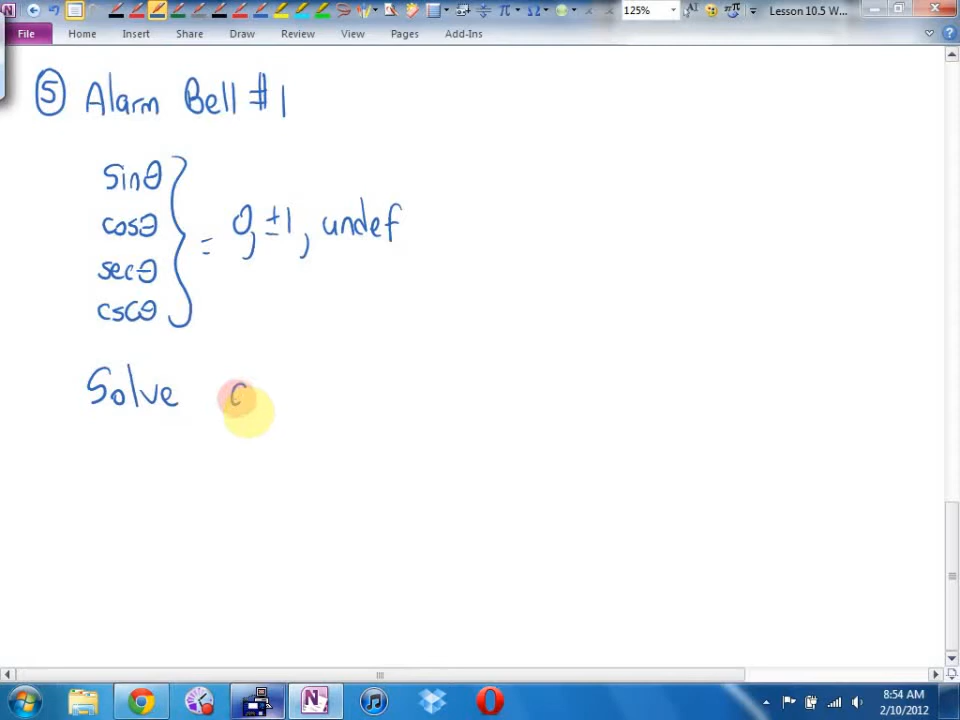 125% Lesson 10.5 W...
File Home Insert Share Draw Review View Pages Add-Ins
⑤ Alarm Bell #1
sinθ
cosθ
secθ
cscθ
= 0, ±1, undef
Solve c
8:54 AM
2/10/2012